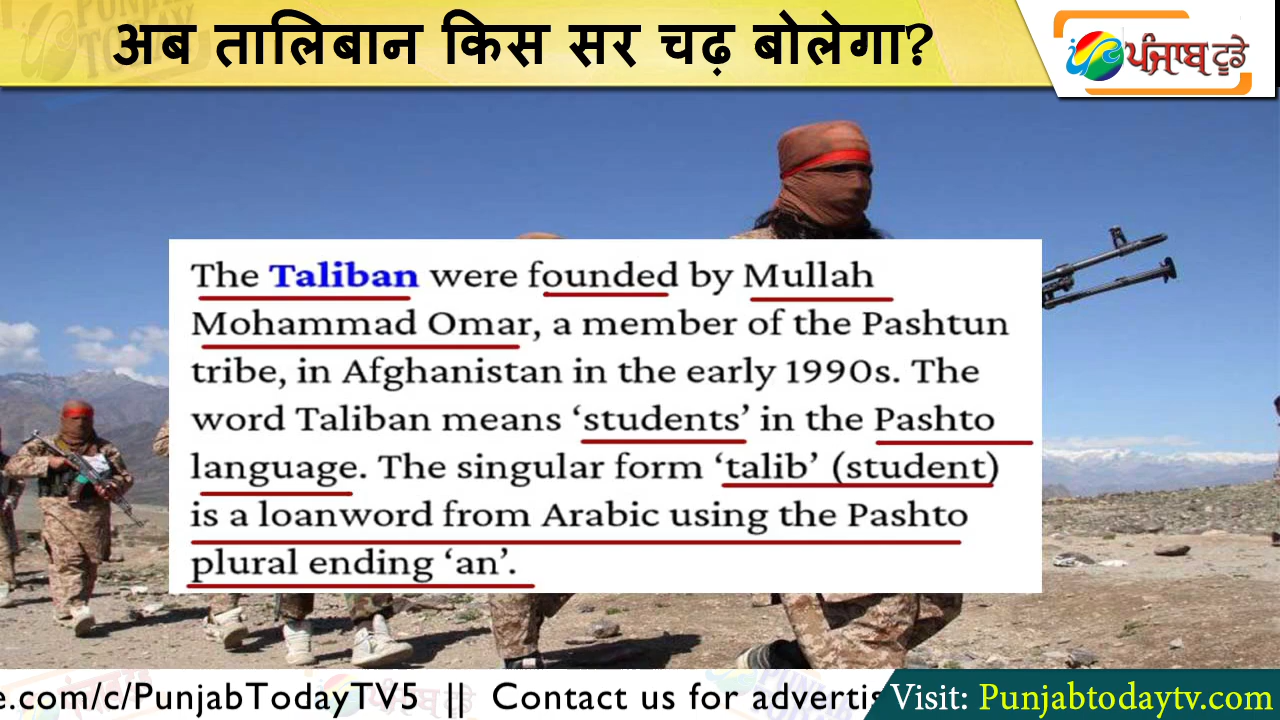 अब तालिबान किस सर चढ़ बोलेगा?
ਪੰਜਾਬ ਟੂਡੇ
The Taliban were founded by Mullah
Mohammad Omar, a member of the Pashtun
tribe, in Afghanistan in the early 1990s. The
word Taliban means ‘students’ in the Pashto
language. The singular form ‘talib’ (student)
is a loanword from Arabic using the Pashto
plural ending ‘an’.
e.com/c/PunjabTodayTV5 || Contact us for advertis
Visit: Punjabtodaytv.com